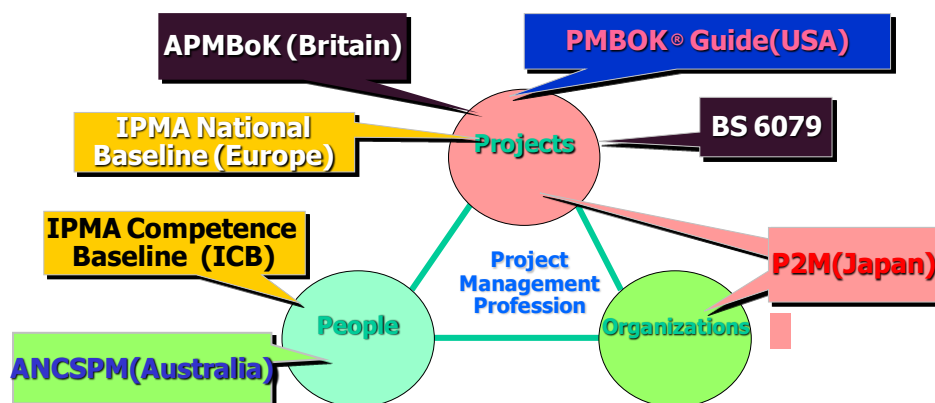 APMBoK (Britain)
PMBOK® Guide(USA)
IPMA National
Baseline (Europe)
Projects
BS 6079
IPMA Competence
Baseline (ICB)
Project
Management
Profession
P2M(Japan)
People
Organizations
ANCSPM(Australia)